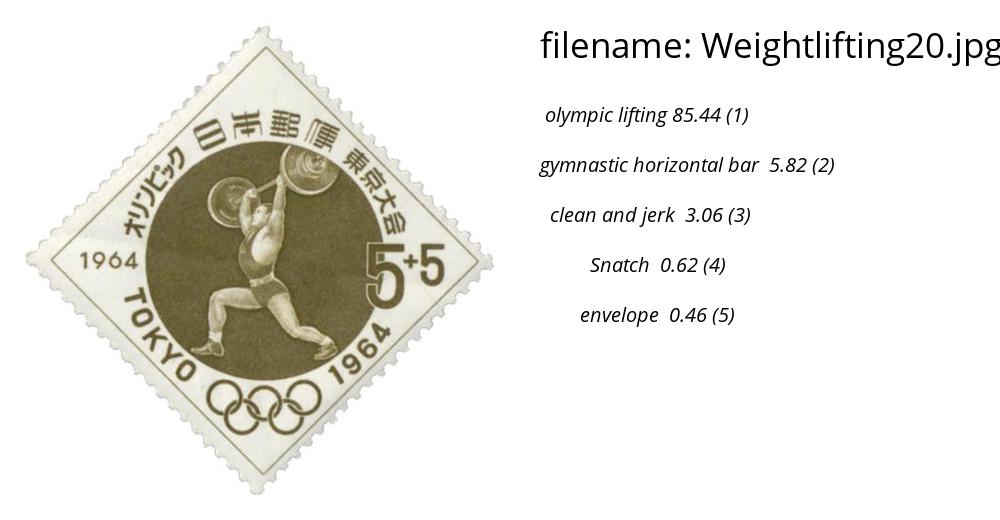 日本郵便
オリンピック
東京大会
1964
5+5
TOKYO
1964
filename: Weightlifting20.jpg
olympic lifting 85.44 (1)
gymnastic horizontal bar 5.82 (2)
clean and jerk 3.06 (3)
Snatch 0.62 (4)
envelope 0.46 (5)